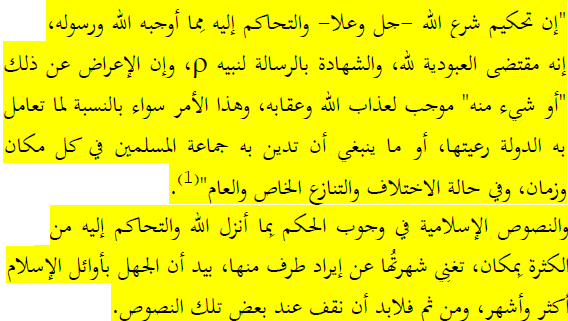 "إن تحكيم شرع الله –جل وعلا– والتحاكم إليه مِما أوجبه الله ورسوله،
إنه مقتضى العبودية لله، والشهادة بالرسالة لنبيه ρ، وإن الإعراض عن ذلك
"أو شيء منه" موجب لعذاب الله وعقابه، وهذا الأمر سواء بالنسبة لما تعامل
به الدولة رعيتها، أو ما ينبغي أن تدين به جماعة المسلمين في كل مكان
وزمان، وفي حالة الاختلاف والتنازع الخاص والعام"(1).
والنصوص الإسلامية في وجوب الحكم بِما أنزل الله والتحاكم إليه من
الكثرة بِمكان، تغنِي شهرتُها عن إيراد طرف منها، بيد أن الجهل بأوائل الإسلام
أكثر وأشهر، ومن ثم فلابد أن نقف عند بعض تلك النصوص.